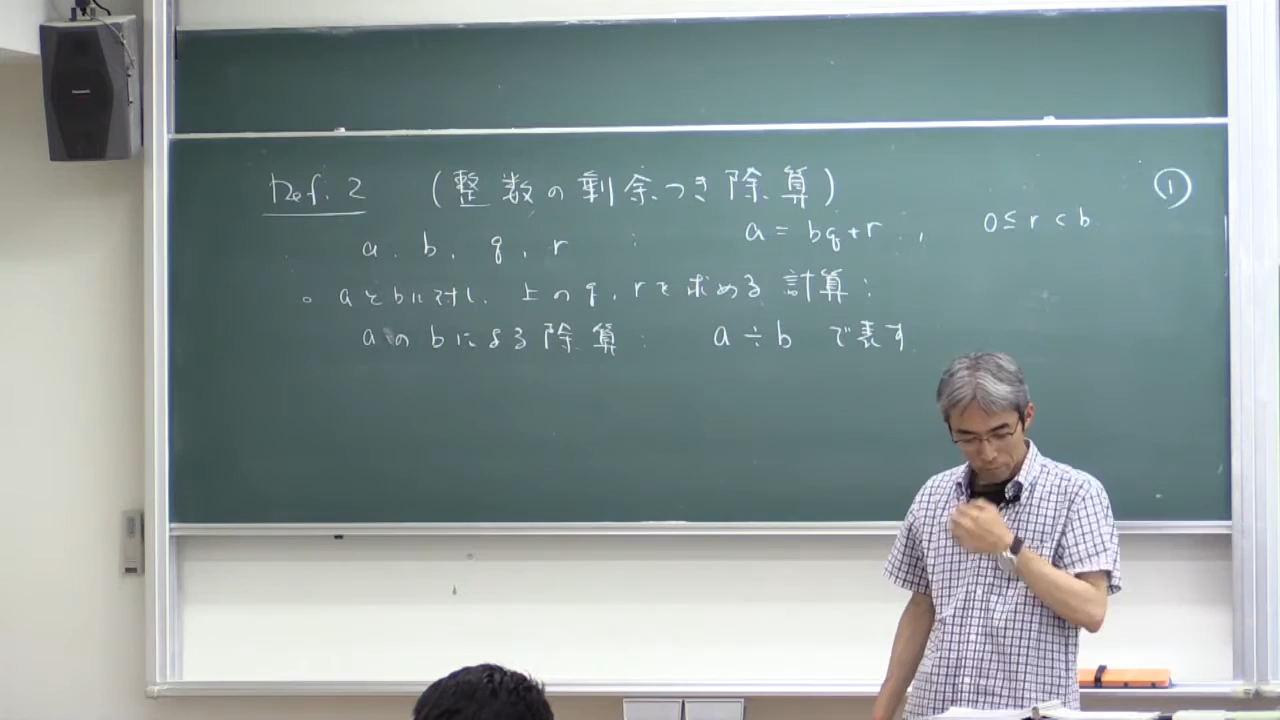 Def. 2 (整数の剰余つき除算) ①
a, b, q, r : a = bq + r, 0 ≤ r < b
○ aとbに対し、上のq, rを求める計算:
aのbによる除算: a ÷ b で表す